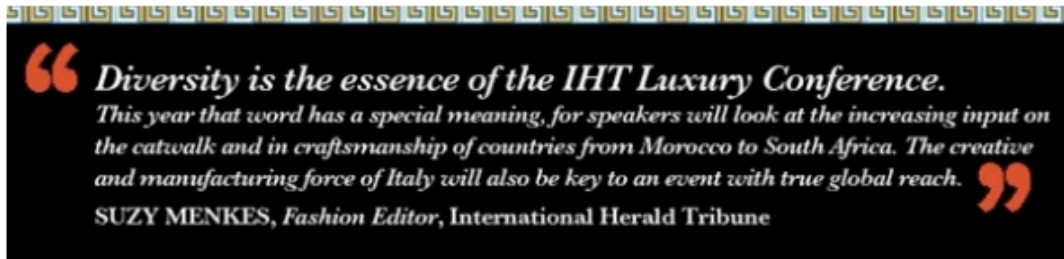 “Diversity is the essence of the IHT Luxury Conference.
This year that word has a special meaning, for speakers will look at the increasing input on
the catwalk and in craftsmanship of countries from Morocco to South Africa. The creative
and manufacturing force of Italy will also be key to an event with true global reach.”
SUZY MENKES, Fashion Editor, International Herald Tribune